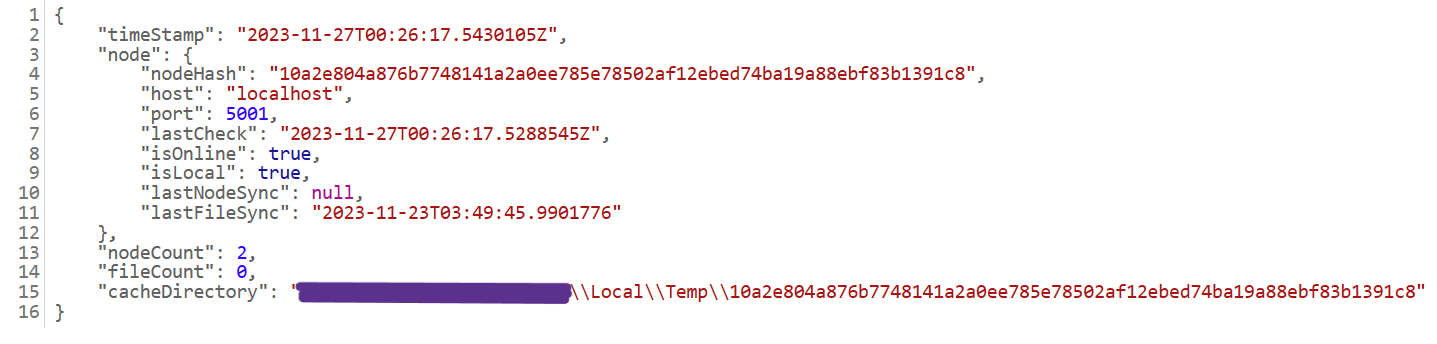 1 {
2 "timeStamp": "2023-11-27T00:26:17.5430105Z",
3 "node": {
4 "nodeHash": "10a2e804a876b7748141a2a0ee785e78502af12ebed74ba19a88ebf83b1391c8",
5 "host": "localhost",
6 "port": 5001,
7 "lastCheck": "2023-11-27T00:26:17.5288545Z",
8 "isOnline": true,
9 "isLocal": true,
10 "lastNodeSync": null,
11 "lastFileSync": "2023-11-23T03:49:45.9901776"
12 },
13 "nodeCount": 2,
14 "fileCount": 0,
15 "cacheDirectory": "\\Local\\Temp\\10a2e804a876b7748141a2a0ee785e78502af12ebed74ba19a88ebf83b1391c8"
16 }